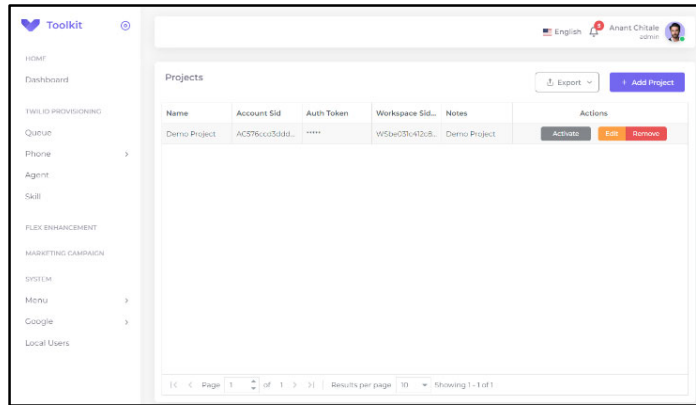 Toolkit
English
Anant Chitale
admin
HOME
Dashboard
TWILIO PROVISIONING
Queue
Phone
Agent
Skill
FLEX ENHANCEMENT
MARKETING CAMPAIGN
SYSTEM
Menu
Google
Local Users
Projects
Export
+ Add Project
Name Account Sid Auth Token Workspace Sid... Notes Actions
Demo Project AC576ccd3ddd... ***** WS5be031c412c8... Demo Project Activate Edit Remove
Page 1 of 1 Results per page 10 Showing 1 - 1 of 1